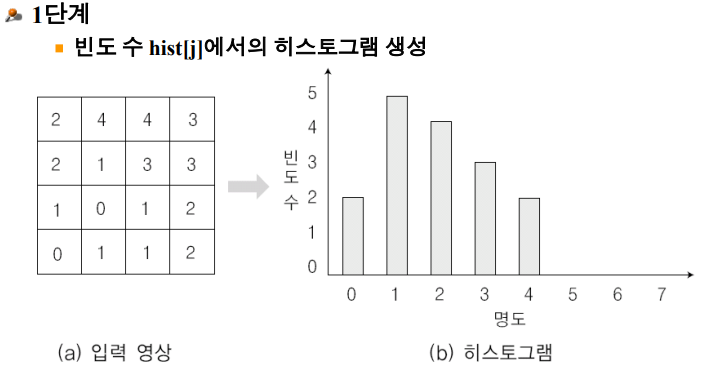 1단계
빈도 수 hist[j]에서의 히스토그램 생성
2 4 4 3
2 1 3 3
1 0 1 2
0 1 1 2
(a) 입력 영상
빈도 수
5
4
3
2
1
0
0 1 2 3 4 5 6 7
명도
(b) 히스토그램